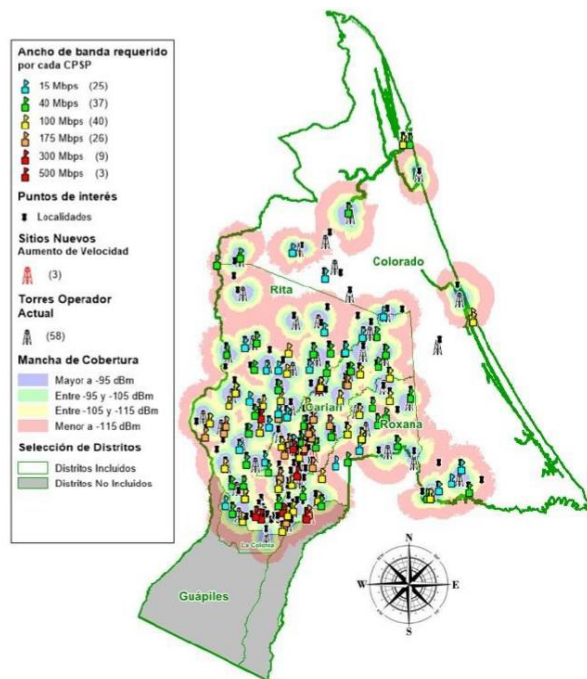 Ancho de banda requerido
por cada CPSP
15 Mbps (25)
40 Mbps (37)
100 Mbps (40)
175 Mbps (26)
300 Mbps (9)
500 Mbps (3)
Puntos de interés
Localidades
Sitios Nuevos
Aumento de Velocidad
(3)
Torres Operador
Actual
(58)
Mancha de Cobertura
Mayor a -95 dBm
Entre -95 y -105 dBm
Entre -105 y -115 dBm
Menor a -115 dBm
Selección de Distritos
Distritos Incluidos
Distritos No Incluidos
Colorado
Rita
Cariari
Roxana
La Colonia
Guápiles
N
W
E
S